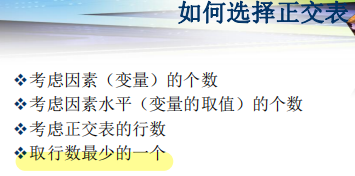 如何选择正交表
❖考虑因素（变量）的个数
❖考虑因素水平（变量的取值）的个数
❖考虑正交表的行数
❖取行数最少的一个